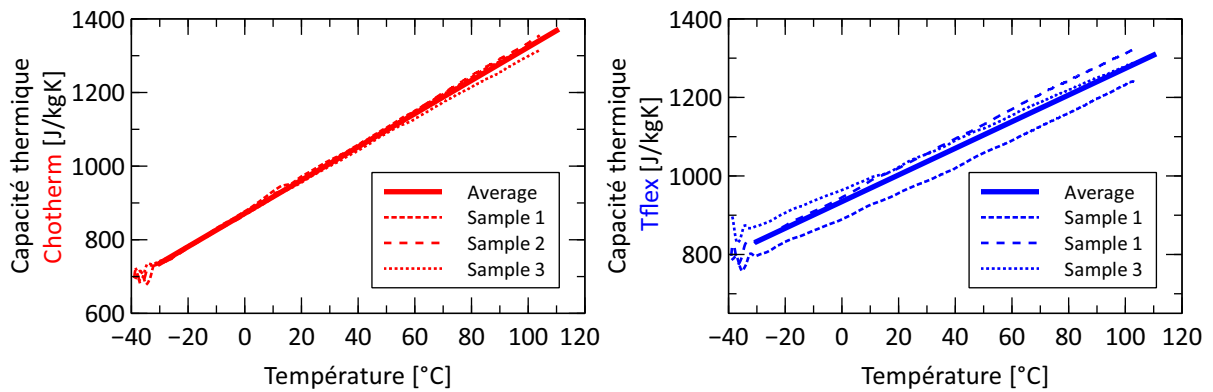 Capacité thermique
Chotherm [J/kgK]
1400
1200
1000
800
600
−40 −20 0 20 40 60 80 100 120
Température [°C]
Average
Sample 1
Sample 2
Sample 3
Capacité thermique
Tflex [J/kgK]
1400
1200
1000
800
−40 −20 0 20 40 60 80 100 120
Température [°C]
Average
Sample 1
Sample 1
Sample 3